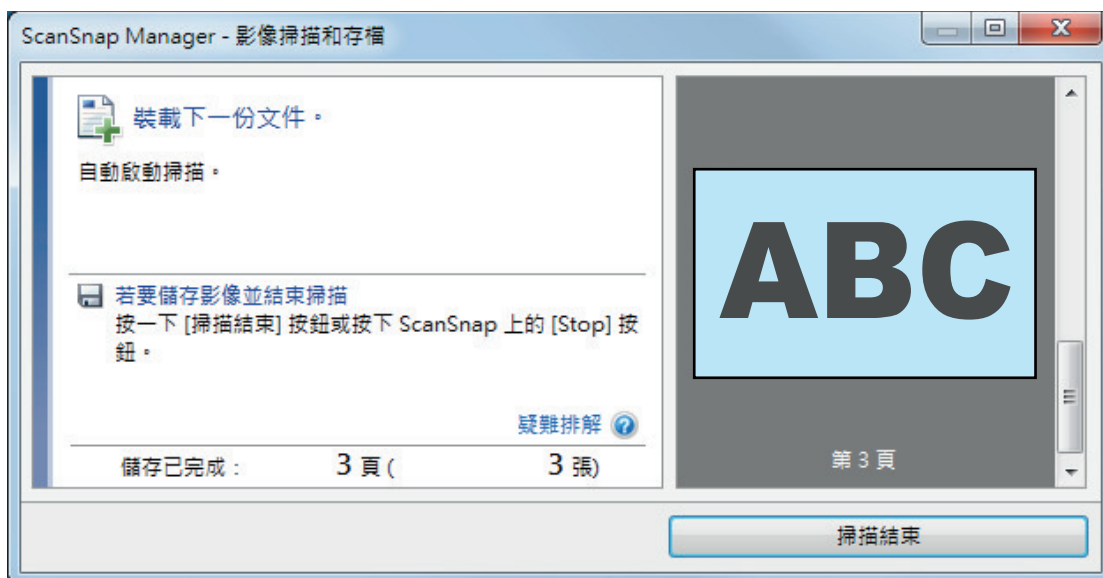 ScanSnap Manager - 影像掃描和存檔
裝載下一份文件。
自動啟動掃描。
若要儲存影像並結束掃描
按一下 [掃描結束] 按鈕或按下 ScanSnap 上的 [Stop] 按
鈕。
疑難排解
儲存已完成： 3 頁 ( 3 張)
ABC
第 3 頁
掃描結束